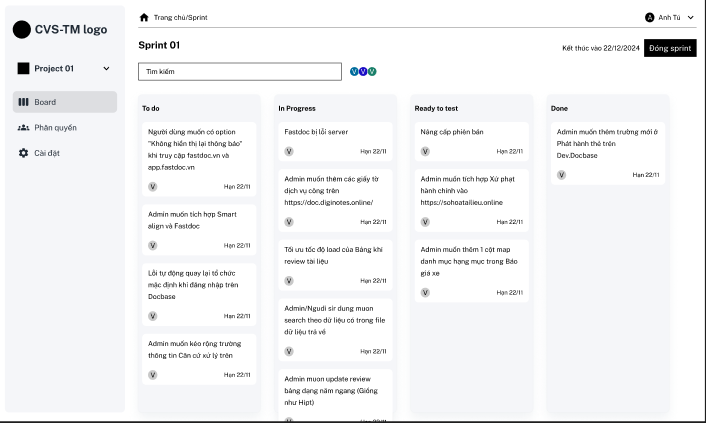 CVS-TM logo
Project 01
Board
Phân quyền
Cài đặt
Trang chủ/Sprint
A Anh Tú
Sprint 01
Kết thúc vào 22/12/2024
Đóng sprint
Tìm kiếm
V V V
To do
Người dùng muốn có option
"Không hiển thị lại thông báo"
khi truy cập fastdoc.vn và
app.fastdoc.vn
V Hạn 22/11
Admin muốn tích hợp Smart
align và Fastdoc
V Hạn 22/11
Lỗi tự động quay lại tổ chức
mặc định khi đăng nhập trên
Docbase
V Hạn 22/11
Admin muốn kéo rộng trường
thông tin Căn cứ xử lý trên
V Hạn 22/11
In Progress
Fastdoc bị lỗi server
V Hạn 22/11
Admin muốn thêm các giấy tờ
dịch vụ công trên
https://doc.diginotes.online/
V Hạn 22/11
Tối ưu tốc độ load của Bảng khi
review tài liệu
V Hạn 22/11
Admin/Ngudi sir dung muon
search theo dữ liệu có trong file
dữ liệu trả về
V Hạn 22/11
Admin muon update review
bảng dạng nằm ngang (Giống
như Hipt)
V Hạn 22/11
Ready to test
Nâng cấp phiên bản
V Hạn 22/11
Admin muốn tích hợp Xử phạt
hành chính vào
https://sohoatailieu.online
V Hạn 22/11
Admin muốn thêm 1 cột map
danh mục hạng mục trong Báo
giá xe
V Hạn 22/11
Done
Admin muốn thêm trường mới ở
Phát hành thẻ trên
Dev.Docbase
V Hạn 22/11